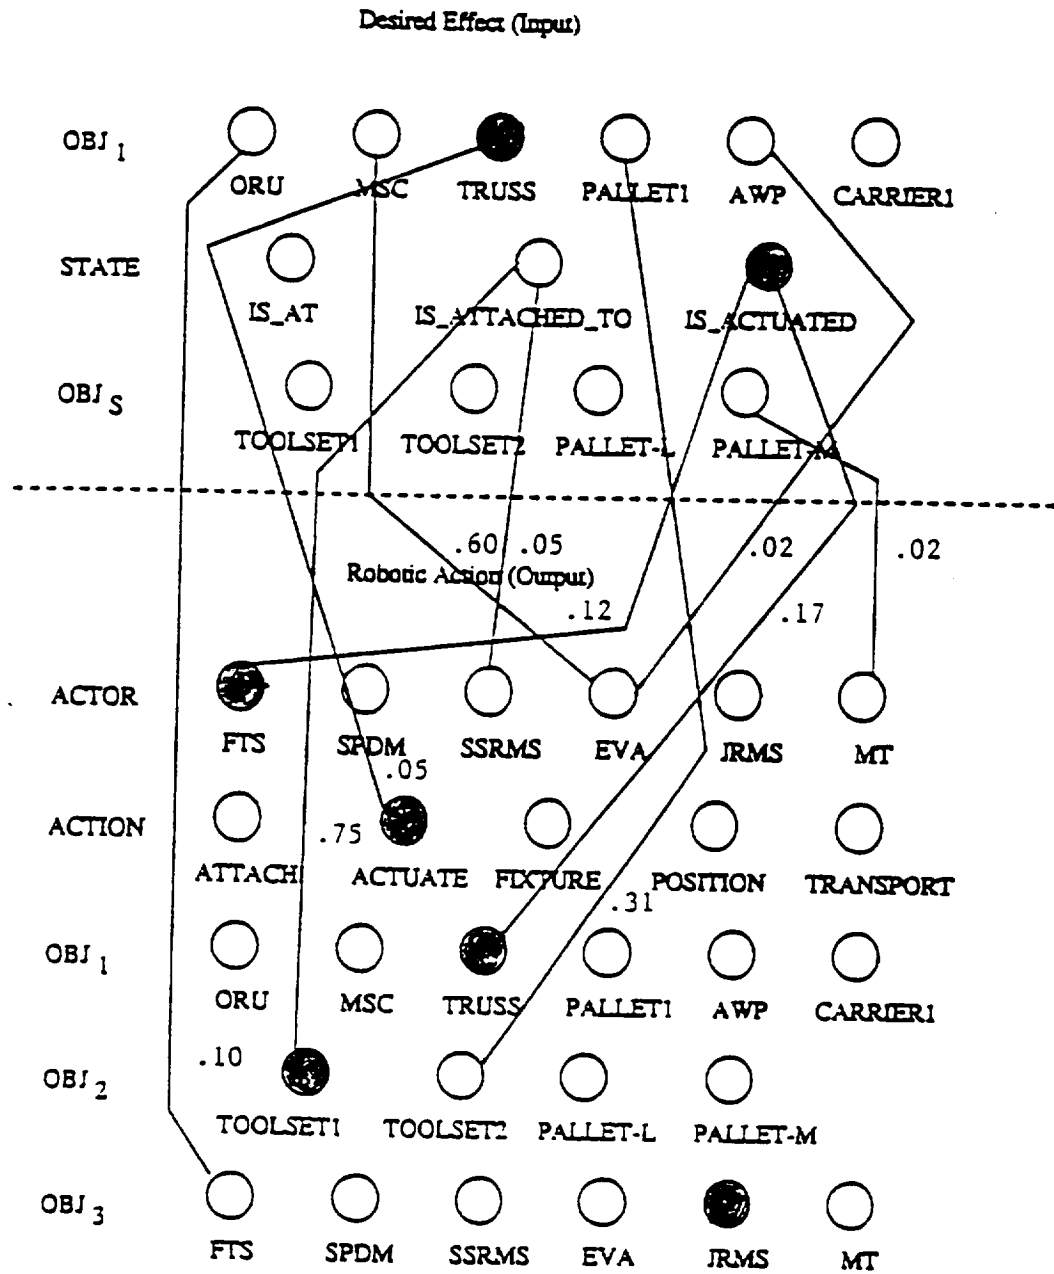 Desired Effect (Input)
OBJ 1
ORU MSC TRUSS PALLET1 AWP CARRIER1
STATE
IS_AT IS_ATTACHED_TO IS_ACTUATED
OBJ S
TOOLSET1 TOOLSET2 PALLET-L PALLET-M
.60 .05 .02 .02
Robotic Action (Output)
.12 .17
ACTOR
FTS SPDM SSRMS EVA JRMS MT
.05
ACTION .75
ATTACH ACTUATE FIXTURE POSITION TRANSPORT
.31
OBJ 1
ORU MSC TRUSS PALLET1 AWP CARRIER1
.10
OBJ 2
TOOLSET1 TOOLSET2 PALLET-L PALLET-M
OBJ 3
FTS SPDM SSRMS EVA JRMS MT